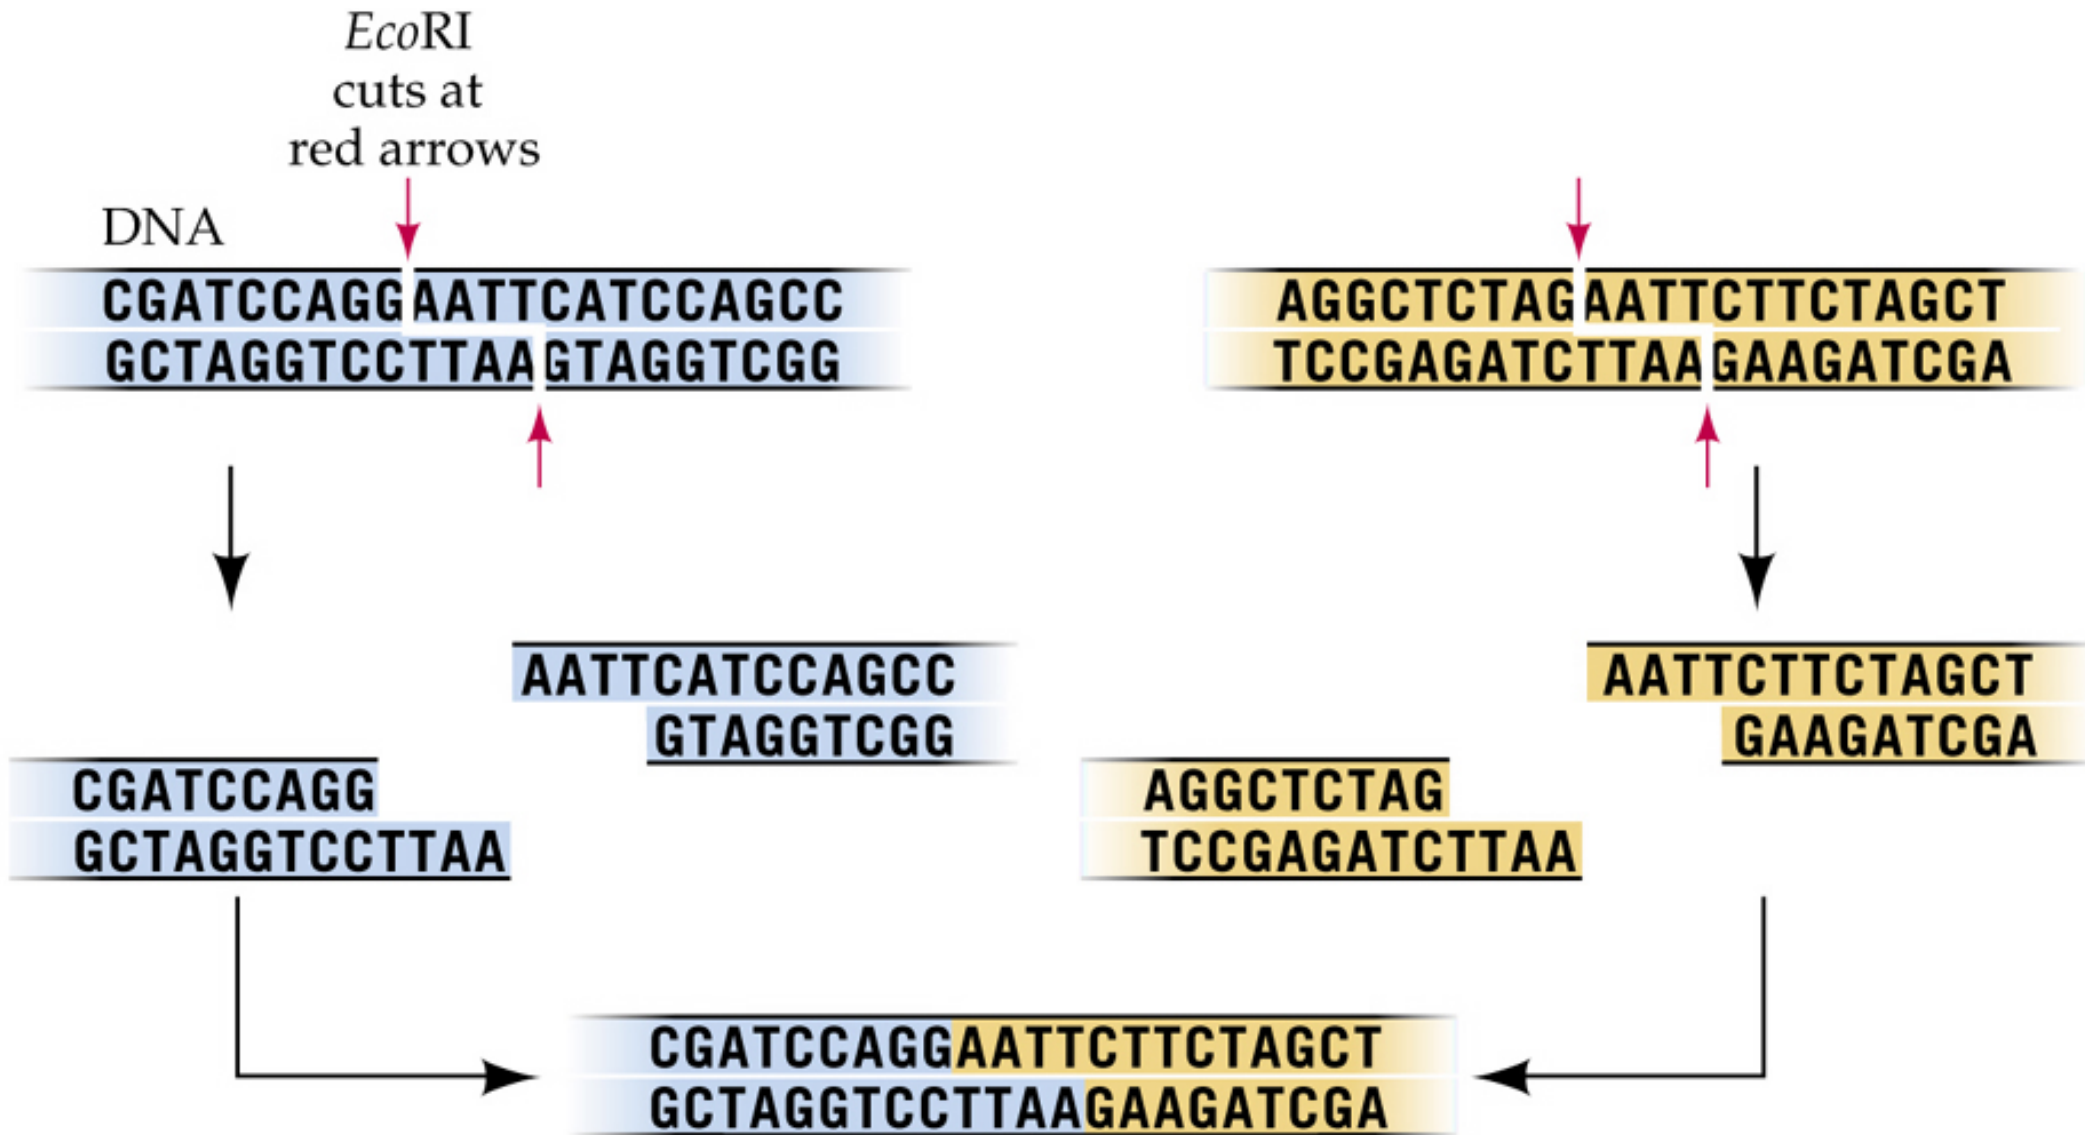 EcoRI
cuts at
red arrows
DNA
CGATCCAGGAATTCATCCAGCC
GCTAGGTCCTTAAGTAGGTCGG
AGGCTCTAGAATTCTTCTAGCT
TCCGAGATCTTAAGAAGATCGA
AATTCATCCAGCC
GTAGGTCGG
CGATCCAGG
GCTAGGTCCTTAA
AATTCTTCTAGCT
GAAGATCGA
AGGCTCTAG
TCCGAGATCTTAA
CGATCCAGGAATTCTTCTAGCT
GCTAGGTCCTTAAGAAGATCGA